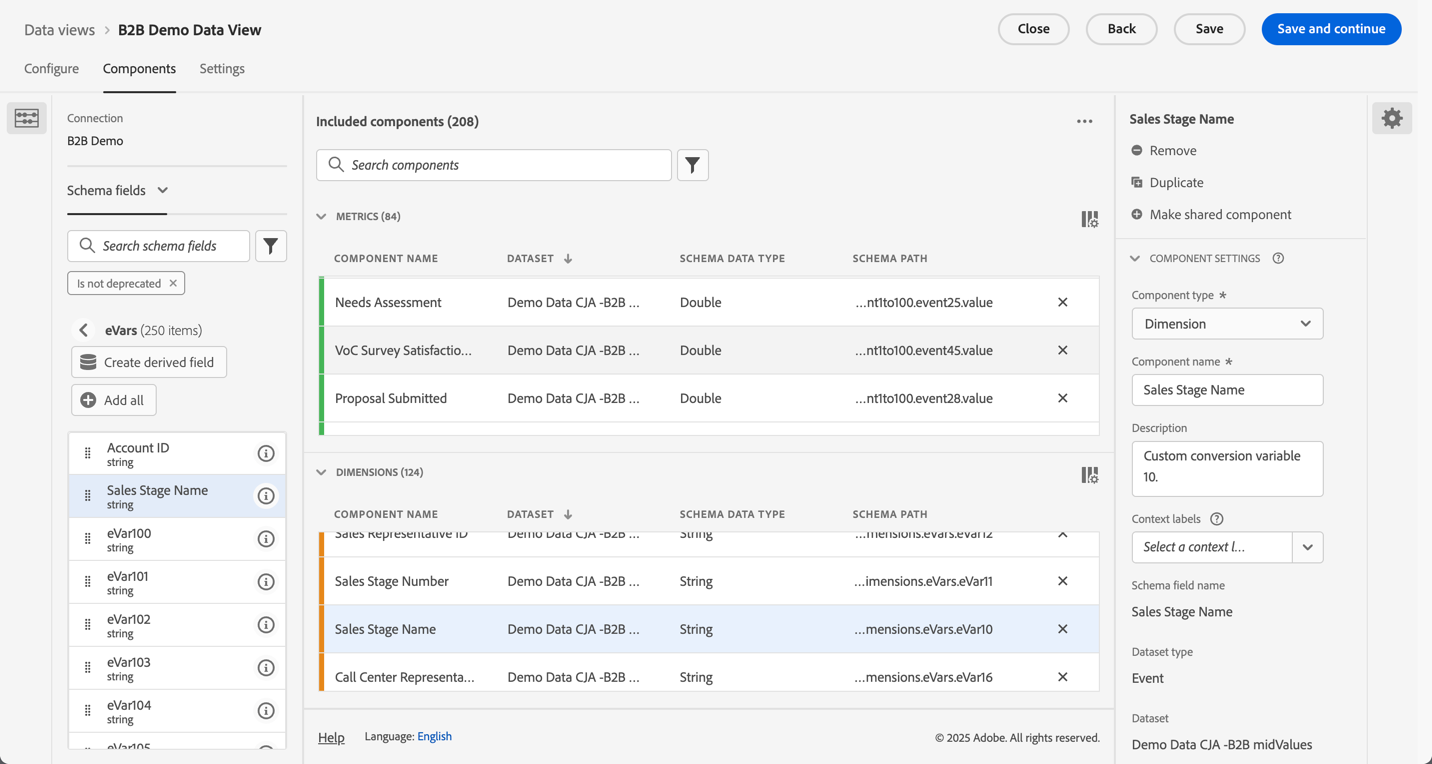 Data views > B2B Demo Data View
Close
Back
Save
Save and continue
Configure
Components
Settings
Connection
B2B Demo
Schema fields
Search schema fields
Is not deprecated
eVars (250 items)
Create derived field
Add all
Account ID
string
Sales Stage Name
string
eVar100
string
eVar101
string
eVar102
string
eVar103
string
eVar104
string
eVar105
Included components (208)
Search components
METRICS (84)
COMPONENT NAME DATASET SCHEMA DATA TYPE SCHEMA PATH
Needs Assessment Demo Data CJA -B2B ... Double ...nt1to100.event25.value
VoC Survey Satisfactio... Demo Data CJA -B2B ... Double ...nt1to100.event45.value
Proposal Submitted Demo Data CJA -B2B ... Double ...nt1to100.event28.value
DIMENSIONS (124)
COMPONENT NAME DATASET SCHEMA DATA TYPE SCHEMA PATH
Sales Representative ID Demo Data CJA -B2B ... String ...mensions.eVars.eVar12
Sales Stage Number Demo Data CJA -B2B ... String ...imensions.eVars.eVar11
Sales Stage Name Demo Data CJA -B2B ... String ...mensions.eVars.eVar10
Call Center Representa... Demo Data CJA -B2B ... String ...mensions.eVars.eVar16
Help Language: English © 2025 Adobe. All rights reserved.
Sales Stage Name
Remove
Duplicate
Make shared component
COMPONENT SETTINGS
Component type *
Dimension
Component name *
Sales Stage Name
Description
Custom conversion variable
10.
Context labels
Select a context l...
Schema field name
Sales Stage Name
Dataset type
Event
Dataset
Demo Data CJA -B2B midValues